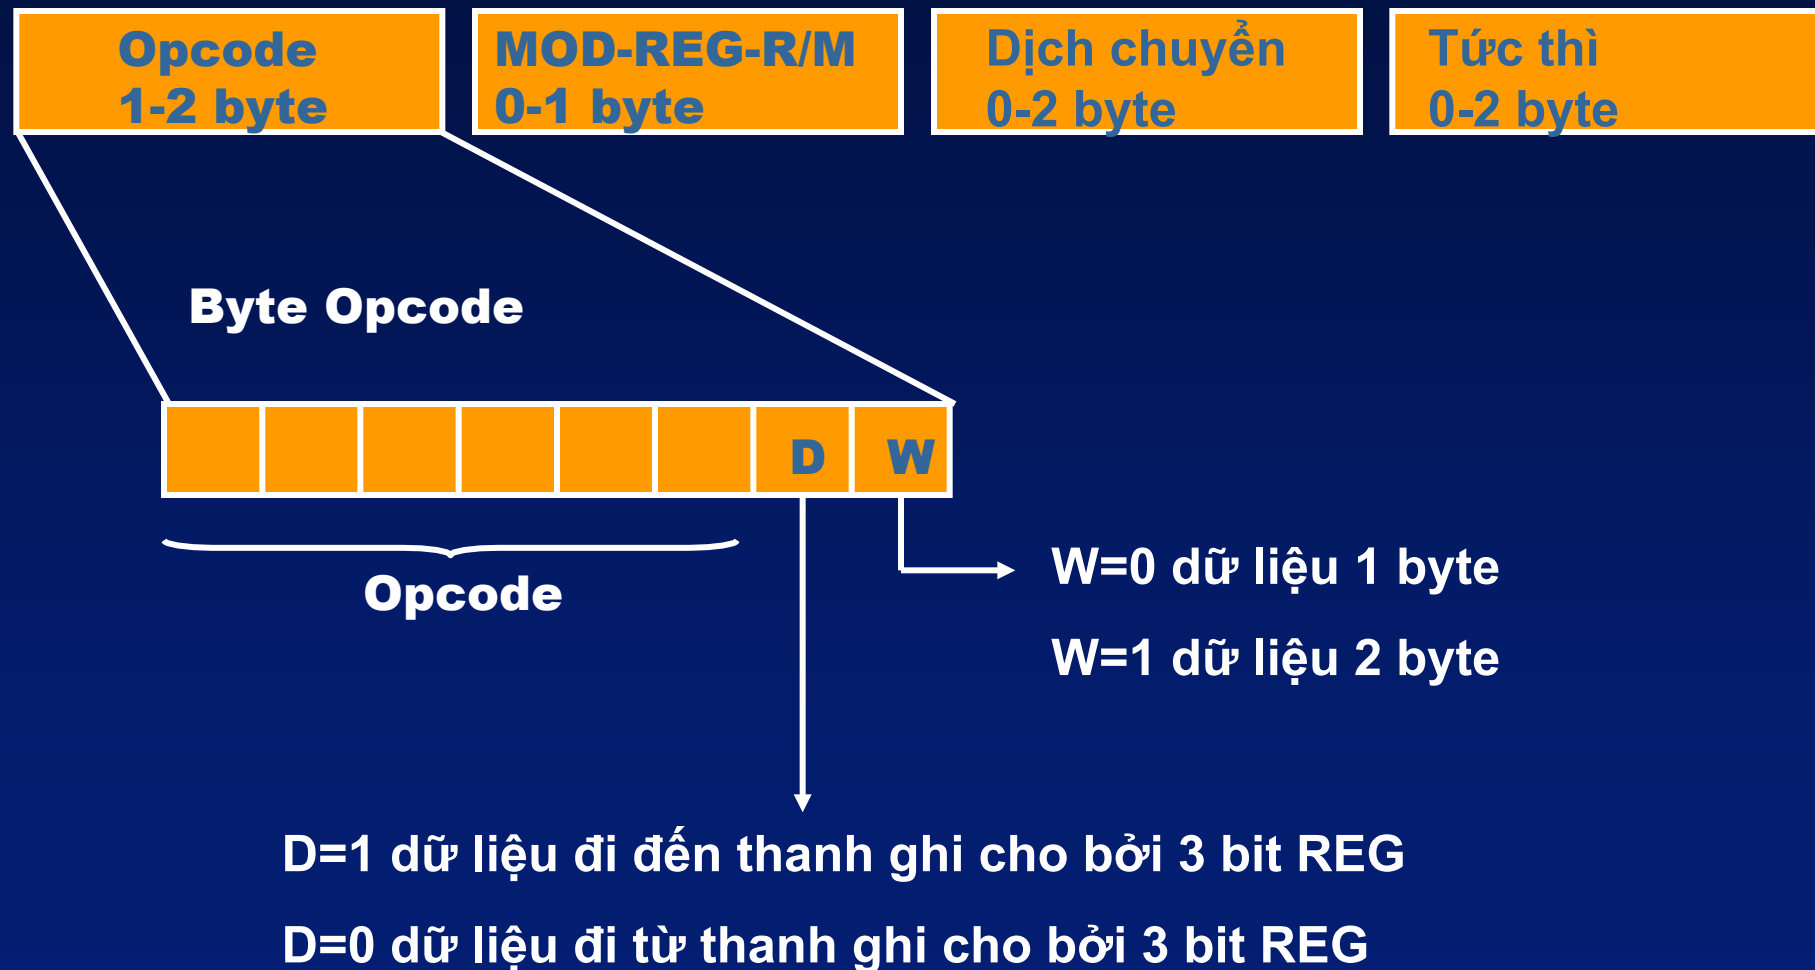 Opcode
1-2 byte
MOD-REG-R/M
0-1 byte
Dịch chuyển
0-2 byte
Tức thì
0-2 byte
Byte Opcode
D
W
Opcode
W=0 dữ liệu 1 byte
W=1 dữ liệu 2 byte
D=1 dữ liệu đi đến thanh ghi cho bởi 3 bit REG
D=0 dữ liệu đi từ thanh ghi cho bởi 3 bit REG